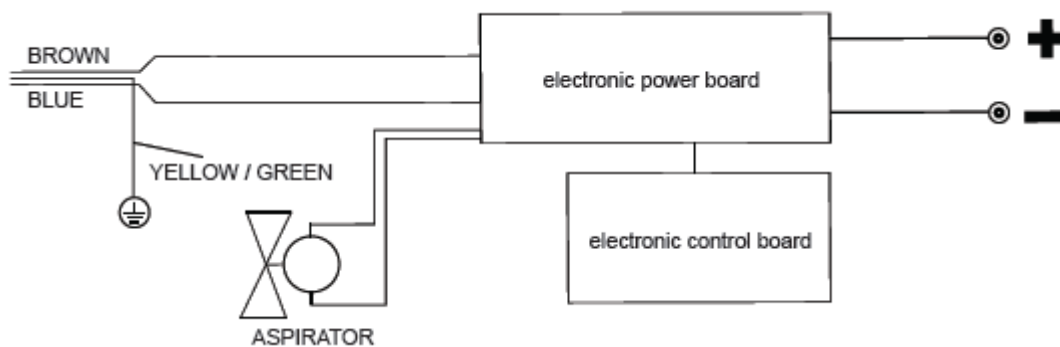 BROWN
BLUE
YELLOW / GREEN
electronic power board
+
−
electronic control board
ASPIRATOR